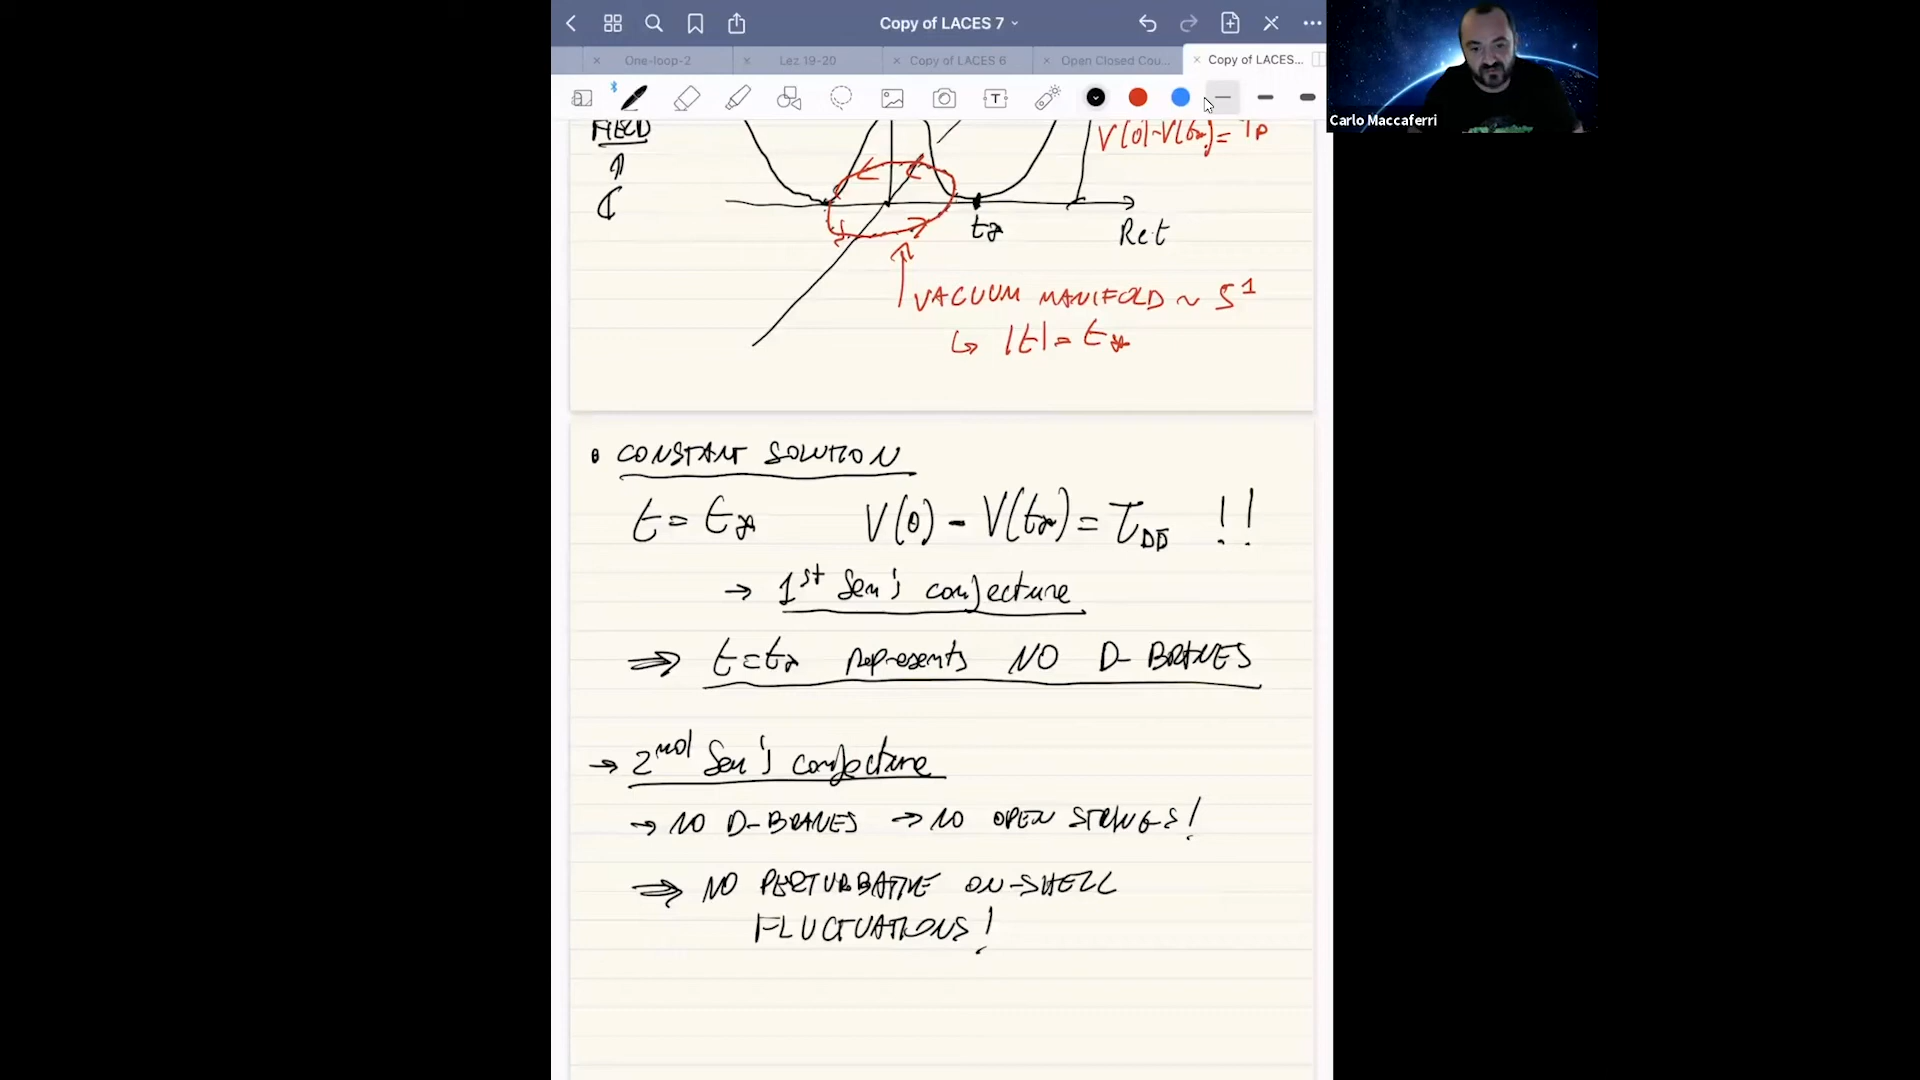 Copy of LACES 7
One-loop-2
Lez 19-20
Copy of LACES 6
Open Closed Cou...
Copy of LACES...
Carlo Maccaferri
FIELD
ℂ
V(0)-V(t*)= Tp
t*
Re t
VACUUM MANIFOLD ~ S¹
↳ |t| = t*
• CONSTANT SOLUTION
t = t* V(0) - V(t*) = τ_DD̄ !!
→ 1st Sen's conjecture
⇒ t=t* represents NO D-BRANES
→ 2nd Sen's conjecture
→ NO D-BRANES → NO OPEN STRINGS!
⇒ NO PERTURBATIVE ON-SHELL
FLUCTUATIONS!